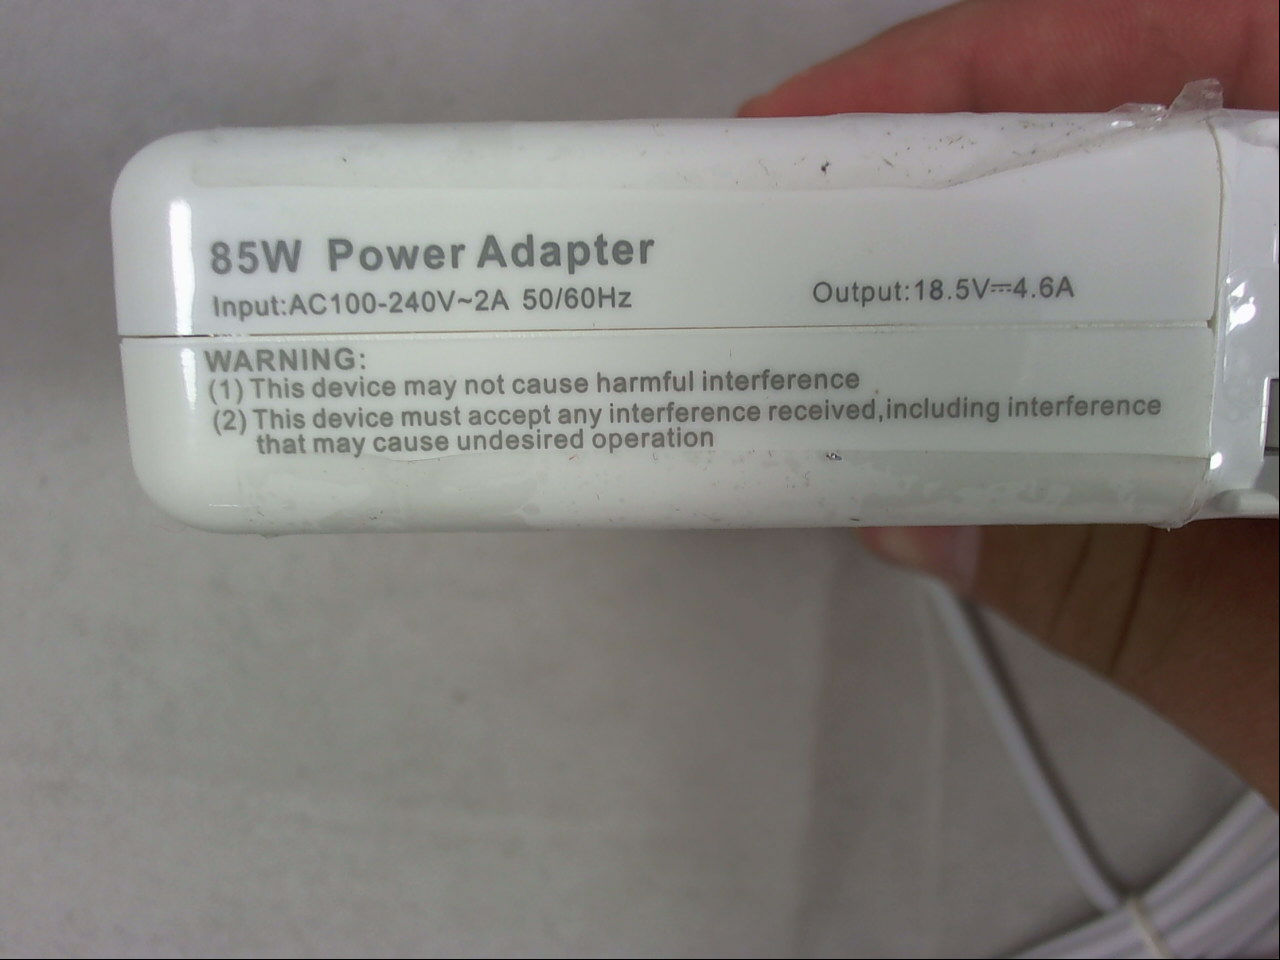 85W Power Adapter
Input:AC100-240V~2A 50/60Hz
Output:18.5V⎓4.6A
WARNING:
(1) This device may not cause harmful interference
(2) This device must accept any interference received,including interference
that may cause undesired operation